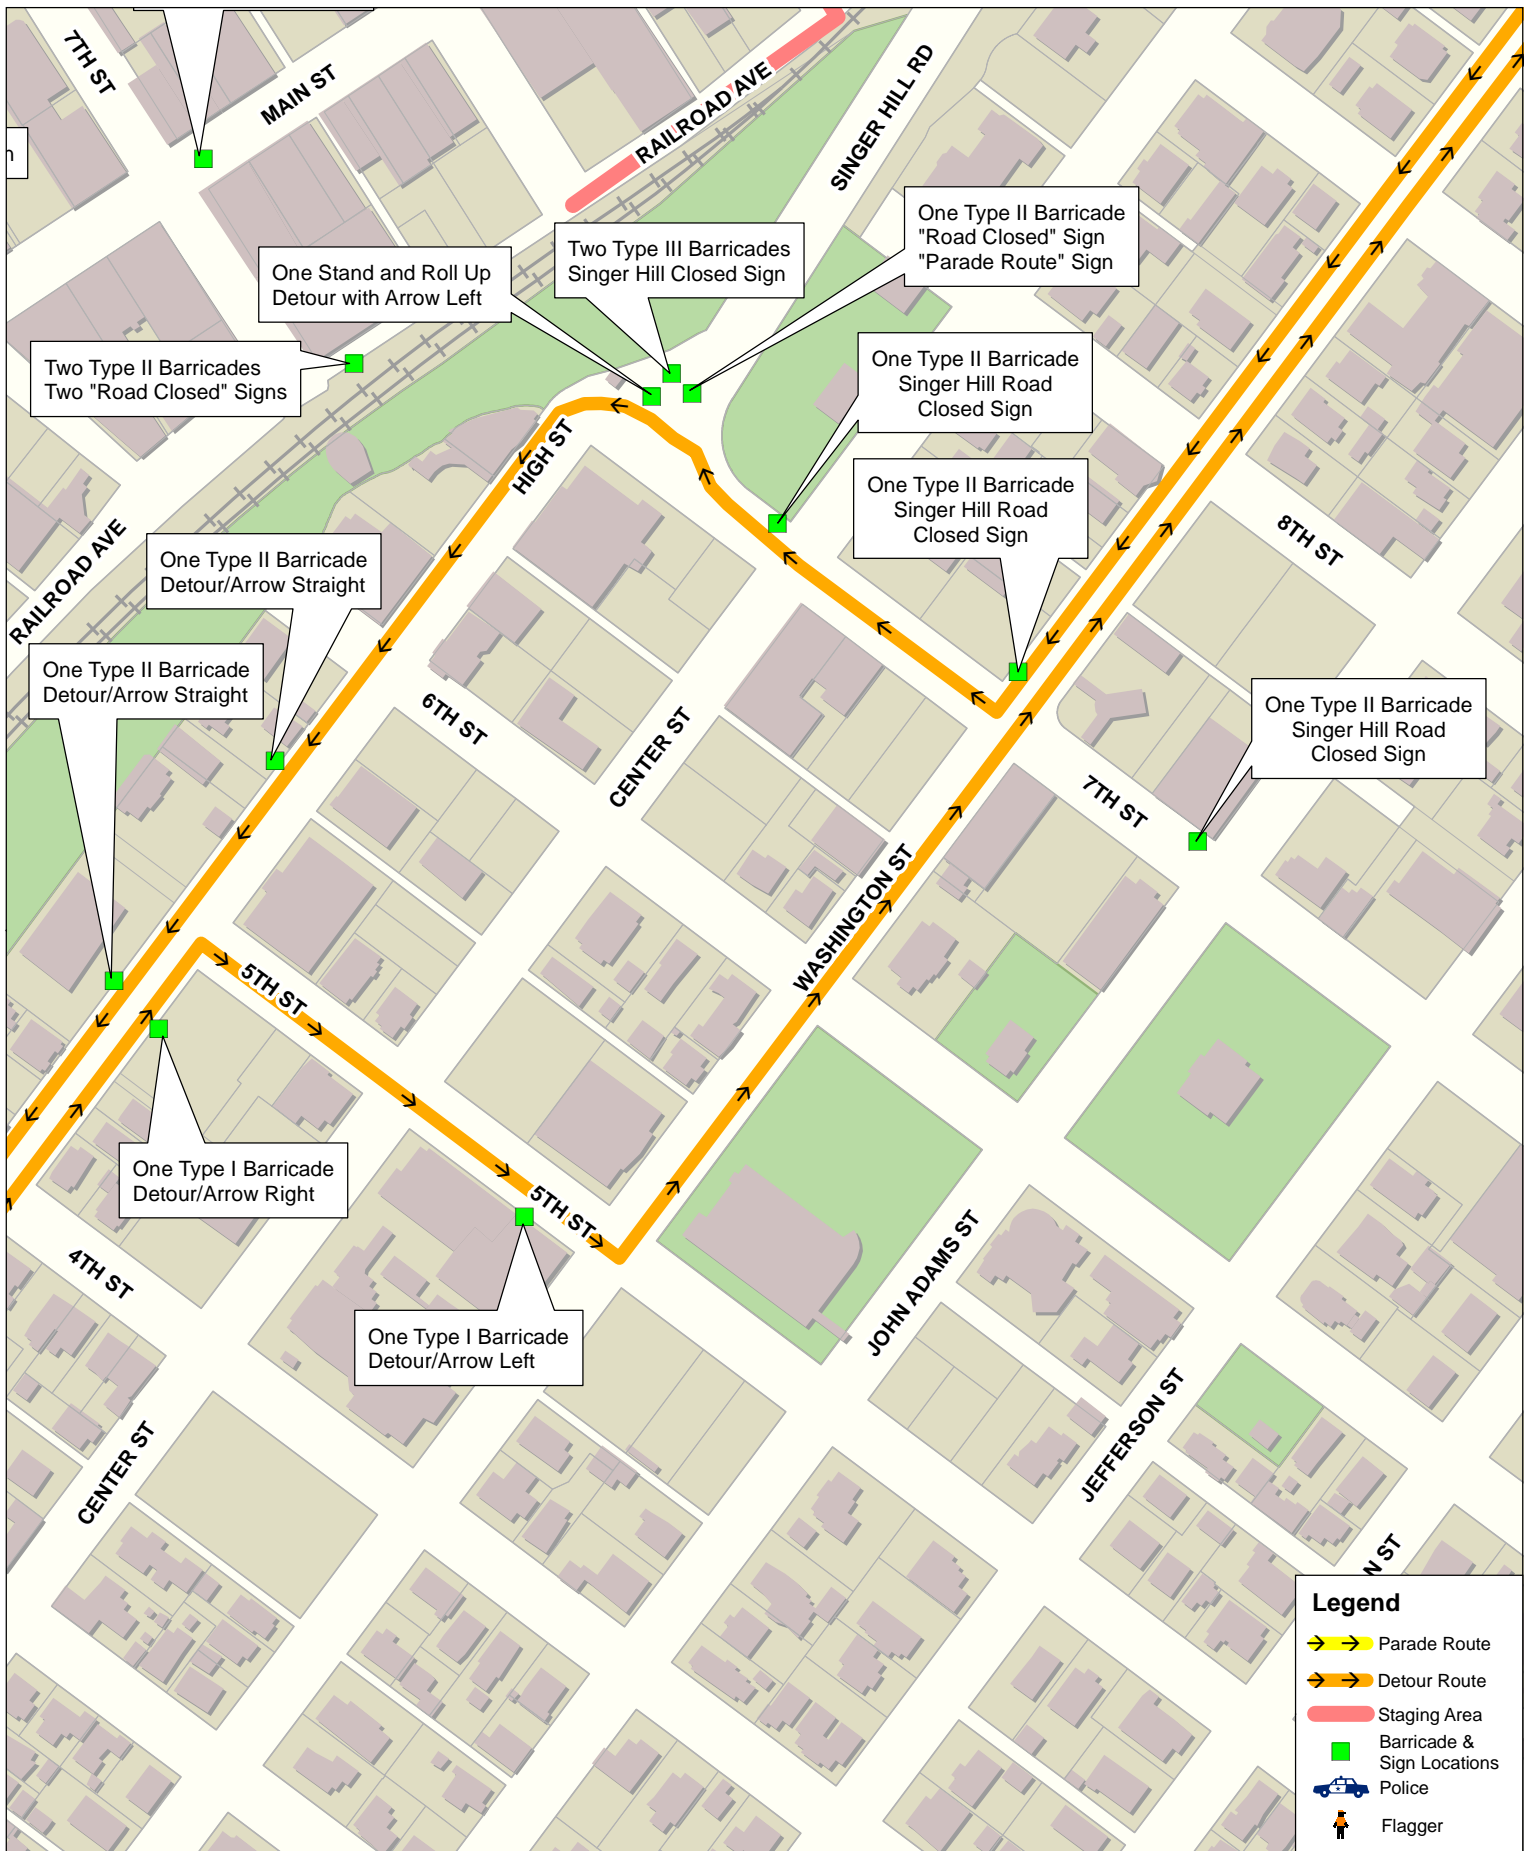 7TH ST
MAIN ST
RAILROAD AVE
SINGER HILL RD
One Type II Barricade
"Road Closed" Sign
"Parade Route" Sign
Two Type III Barricades
Singer Hill Closed Sign
One Stand and Roll Up
Detour with Arrow Left
Two Type II Barricades
Two "Road Closed" Signs
One Type II Barricade
Singer Hill Road
Closed Sign
HIGH ST
One Type II Barricade
Singer Hill Road
Closed Sign
8TH ST
RAILROAD AVE
One Type II Barricade
Detour/Arrow Straight
One Type II Barricade
Detour/Arrow Straight
6TH ST
CENTER ST
One Type II Barricade
Singer Hill Road
Closed Sign
7TH ST
WASHINGTON ST
5TH ST
One Type I Barricade
Detour/Arrow Right
5TH ST
4TH ST
JOHN ADAMS ST
One Type I Barricade
Detour/Arrow Left
JEFFERSON ST
CENTER ST
N ST
Legend
Parade Route
Detour Route
Staging Area
Barricade &
Sign Locations
Police
Flagger